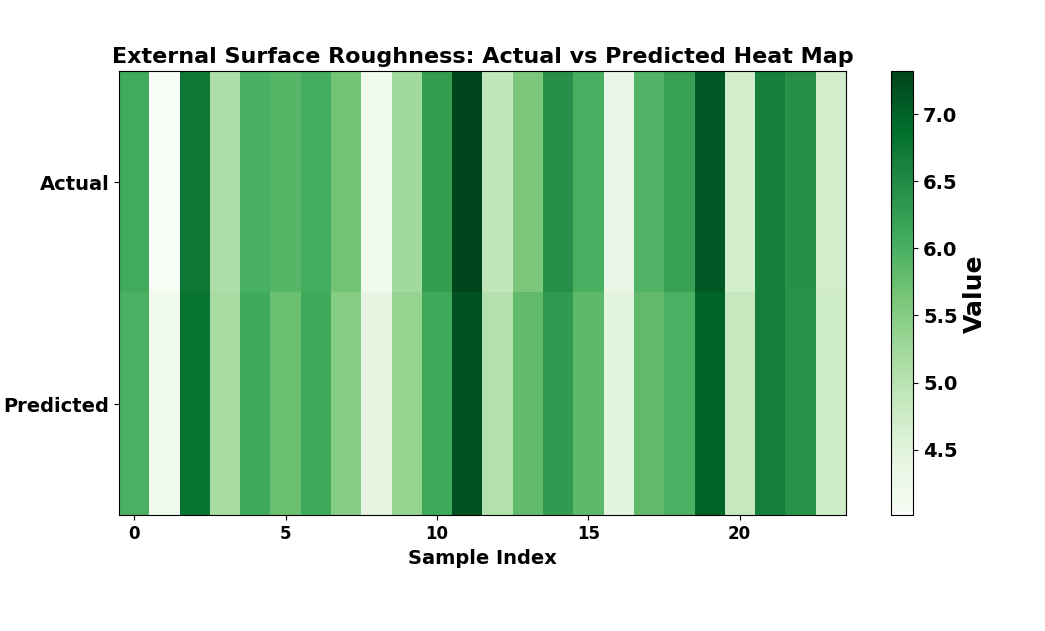 External Surface Roughness: Actual vs Predicted Heat Map
Actual
Predicted
0
5
10
15
20
Sample Index
7.0
6.5
6.0
5.5
5.0
4.5
Value